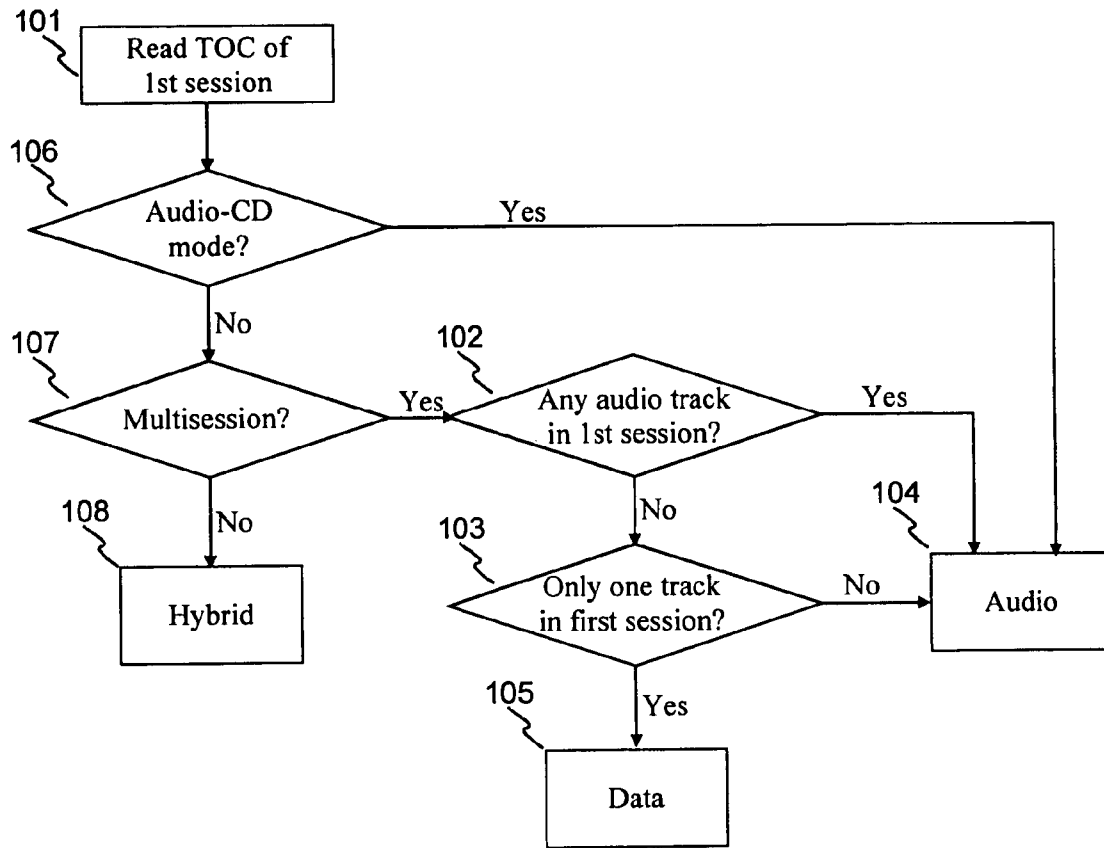 101
Read TOC of
1st session
106
Audio-CD
mode?
Yes
No
107
Multisession?
Yes
102
Any audio track
in 1st session?
Yes
No
108
Hybrid
No
103
Only one track
in first session?
No
104
Audio
Yes
105
Data